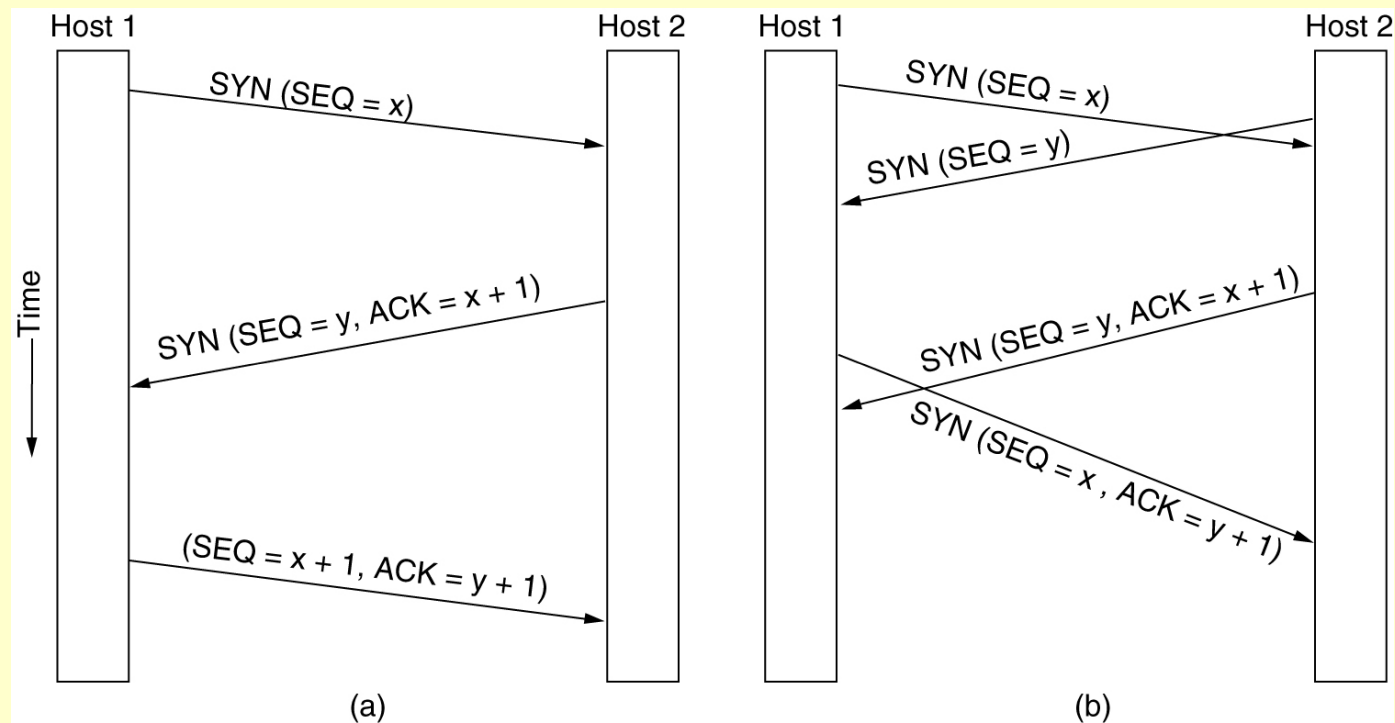 Host 1
Host 2
SYN (SEQ = x)
SYN (SEQ = y, ACK = x + 1)
(SEQ = x + 1, ACK = y + 1)
Time
(a)
Host 1
Host 2
SYN (SEQ = x)
SYN (SEQ = y)
SYN (SEQ = y, ACK = x + 1)
SYN (SEQ = x , ACK = y + 1)
(b)